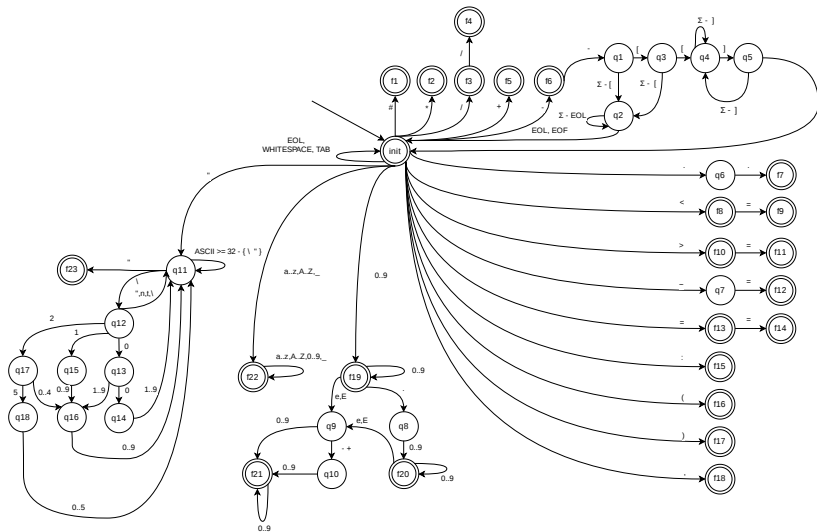 f4
Σ - ]
/
- q1 [ q3 [ q4 ] q5
f1 f2 f3 f5 f6
Σ - [ Σ - [ Σ - ]
# * / + -
Σ - EOL q2
EOL,
WHITESPACE, TAB
EOL, EOF
init
" . q6 . f7
< f8 = f9
ASCII >= 32 - { \ " }
" f23 q11
> f10 = f11
\
a..z,A..Z,_ 0..9
",n,t,\
~ q7 = f12
2 1 q12 0
= f13 = f14
q17 q15 q13
a..z,A..Z,0..9,_
: f15
f22 f19 0..9
5 0..4 0..9 1..9 0 1..9
e,E .
( f16
q18 q16 q14
0..9 q9 e,E q8
) f17
0..9 - + 0..9
f21 0..9 q10 f20 0..9
, f18
0..5
0..9